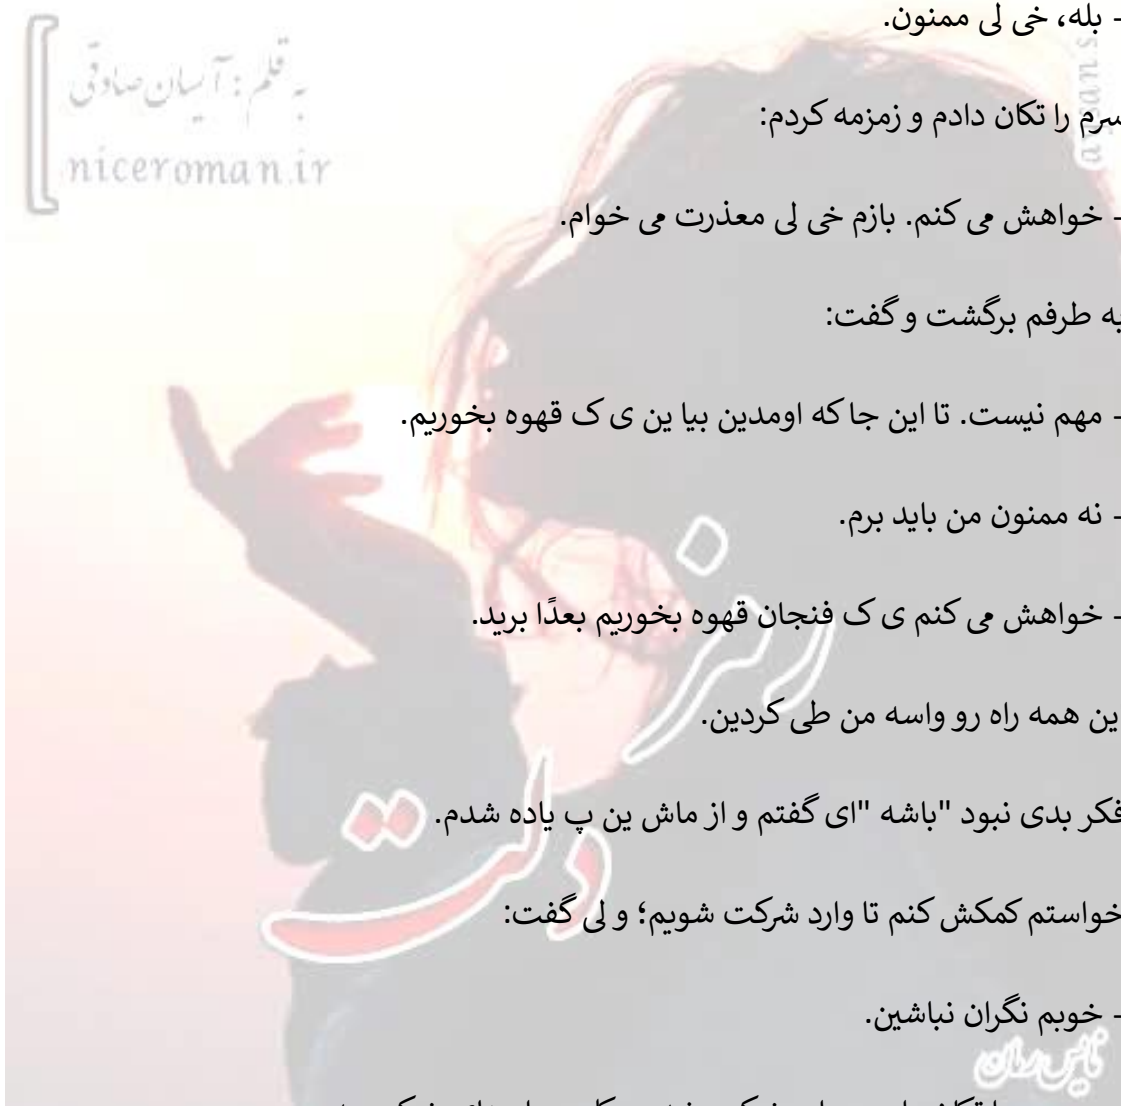 - بله، خی لی ممنون.
به قلم : آیسان صادقی
niceroman.ir
سرم را تکان دادم و زمزمه کردم:
- خواهش می کنم. بازم خی لی معذرت می خوام.
به طرفم برگشت و گفت:
- مهم نیست. تا این جا که اومدین بیا ین ی ک قهوه بخوریم.
- نه ممنون من باید برم.
- خواهش می کنم ی ک فنجان قهوه بخوریم بعدًا برید.
این همه راه رو واسه من طی کردین.
رمز
فکر بدی نبود "باشه "ای گفتم و از ماش ین پ یاده شدم.
دلت
خواستم کمکش کنم تا وارد شرکت شویم؛ و لی گفت:
- خوبم نگران نباشین.
نایس رمان